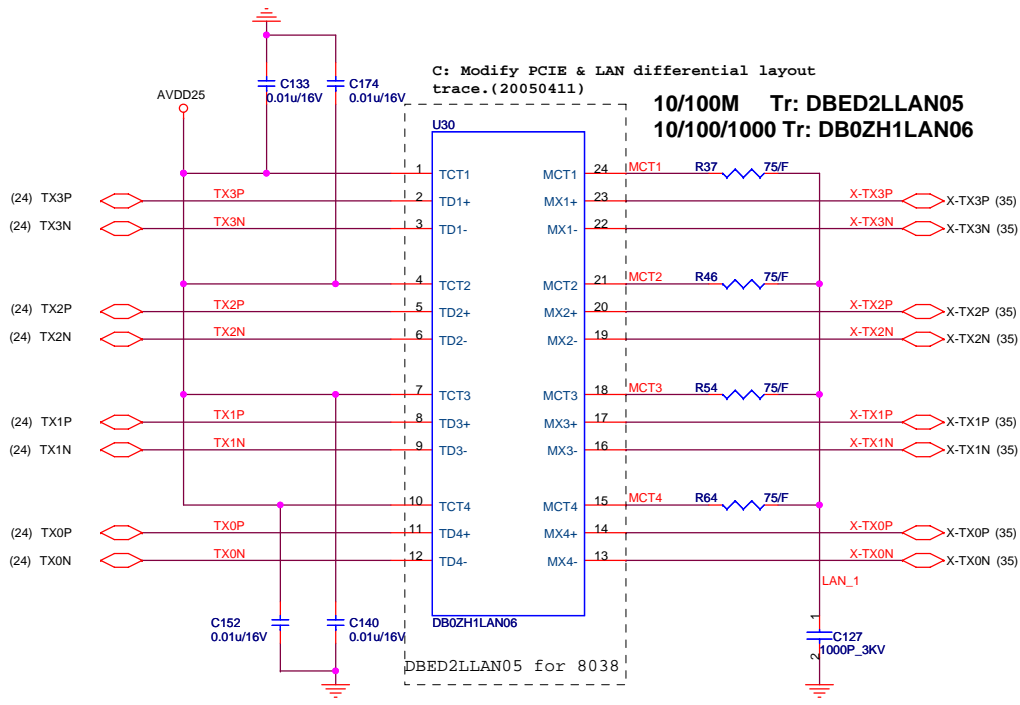 C: Modify PCIE & LAN differential layout
trace.(20050411)
10/100M Tr: DBED2LLAN05
10/100/1000 Tr: DB0ZH1LAN06
C133
0.01u/16V
C174
0.01u/16V
AVDD25
U30
1 TCT1 MCT1 24 MCT1 R37 75/F
(24) TX3P TX3P 2 TD1+ MX1+ 23 X-TX3P X-TX3P (35)
(24) TX3N TX3N 3 TD1- MX1- 22 X-TX3N X-TX3N (35)
4 TCT2 MCT2 21 MCT2 R46 75/F
(24) TX2P TX2P 5 TD2+ MX2+ 20 X-TX2P X-TX2P (35)
(24) TX2N TX2N 6 TD2- MX2- 19 X-TX2N X-TX2N (35)
7 TCT3 MCT3 18 MCT3 R54 75/F
(24) TX1P TX1P 8 TD3+ MX3+ 17 X-TX1P X-TX1P (35)
(24) TX1N TX1N 9 TD3- MX3- 16 X-TX1N X-TX1N (35)
10 TCT4 MCT4 15 MCT4 R64 75/F
(24) TX0P TX0P 11 TD4+ MX4+ 14 X-TX0P X-TX0P (35)
(24) TX0N TX0N 12 TD4- MX4- 13 X-TX0N X-TX0N (35)
LAN_1
C152
0.01u/16V
C140
0.01u/16V
DB0ZH1LAN06
1
C127
1000P_3KV
2
DBED2LLAN05 for 8038